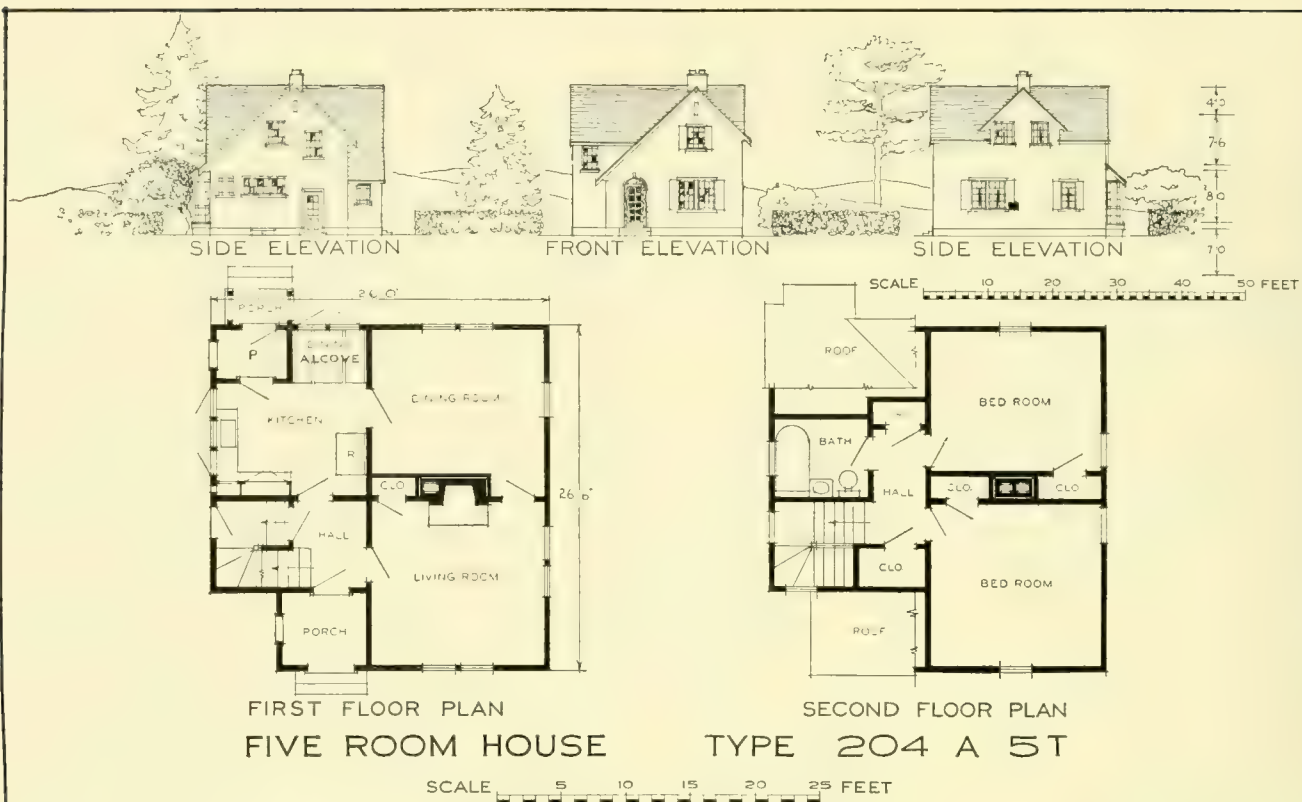 SIDE ELEVATION
FRONT ELEVATION
SIDE ELEVATION
4'0
7'6
8'0
7'0
SCALE 10 20 30 40 50 FEET
PORCH
26'0"
P
DINING
ALCOVE
KITCHEN
DINING ROOM
R
CLO
26'6"
HALL
LIVING ROOM
PORCH
ROOF
BED ROOM
BATH
HALL
CLO.
CLO
CLO.
BED ROOM
ROOF
FIRST FLOOR PLAN
SECOND FLOOR PLAN
FIVE ROOM HOUSE TYPE 204 A 5T
SCALE 5 10 15 20 25 FEET